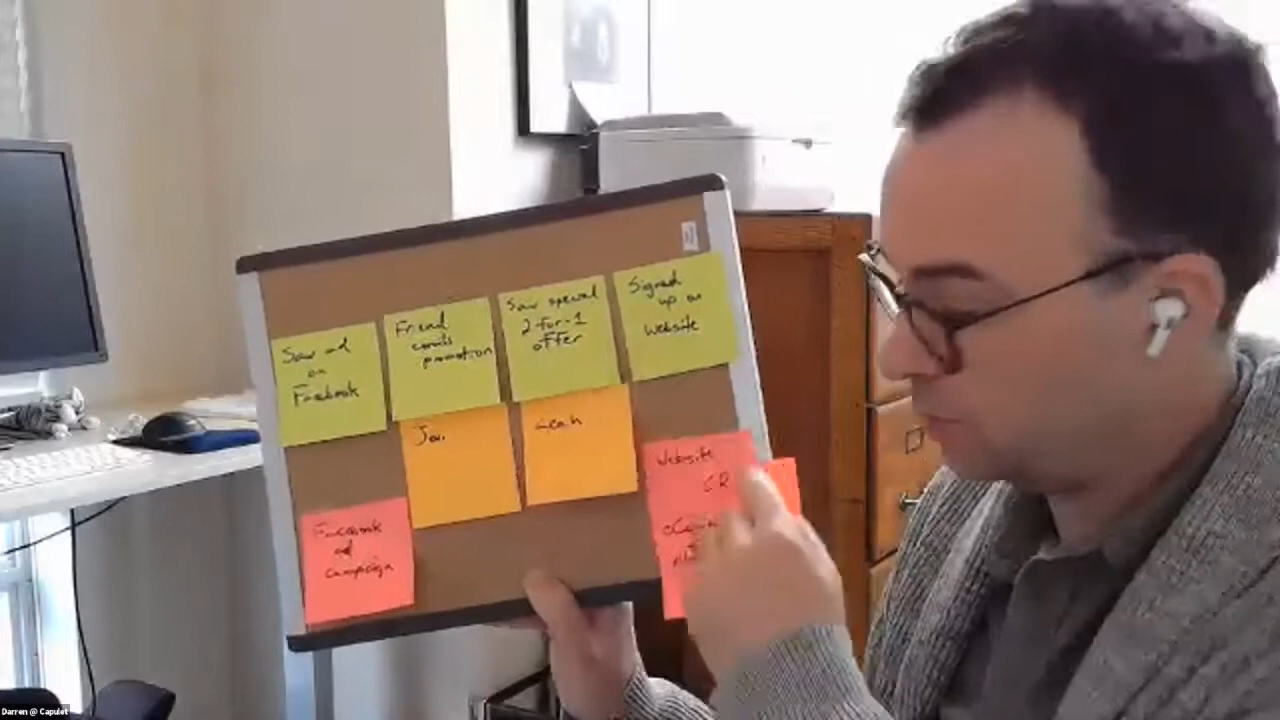 Saw ad
on
Facebook
Friend
emails
promotion
Saw special
2-for-1
offer
Signed
up on
website
Jon
Leah
Website
Facebook
ad
campaign
Darren @ Capulet